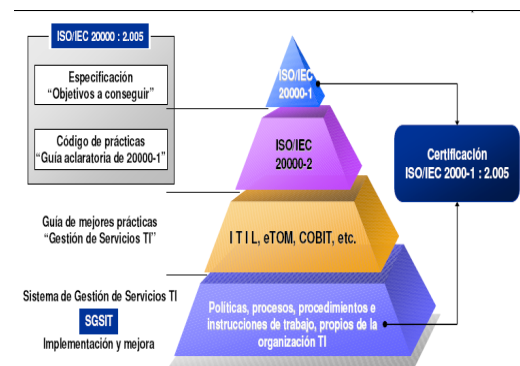 ISO/IEC 20000 : 2.005
Especificación
“Objetivos a conseguir”
Código de prácticas
“Guía aclaratoria de 20000-1”
Guía de mejores prácticas
“Gestión de Servicios TI”
Sistema de Gestión de Servicios TI
SGSIT
Implementación y mejora
ISO/IEC
20000-1
ISO/IEC
20000-2
I T I L, eTOM, COBIT, etc.
Políticas, procesos, procedimientos e
instrucciones de trabajo, propios de la
organización TI
Certificación
ISO/IEC 2000-1 : 2.005